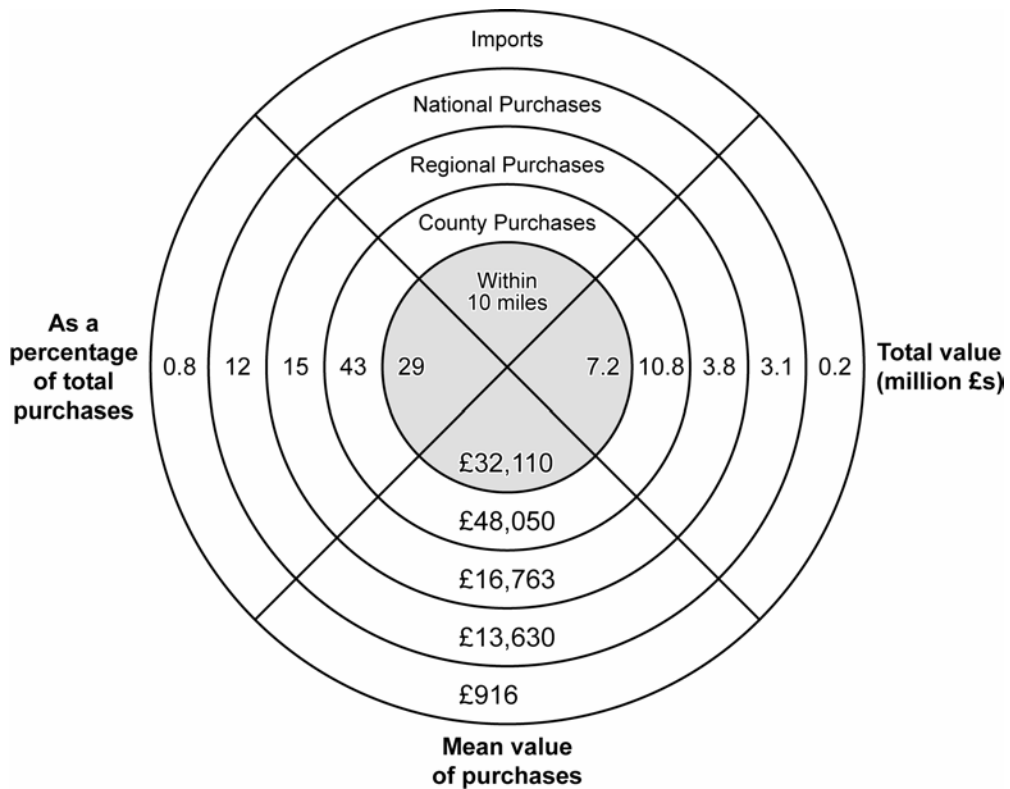 Imports
National Purchases
Regional Purchases
County Purchases
Within
10 miles
As a
percentage
of total
purchases
0.8 12 15 43 29 7.2 10.8 3.8 3.1 0.2
Total value
(million £s)
£32,110
£48,050
£16,763
£13,630
£916
Mean value
of purchases